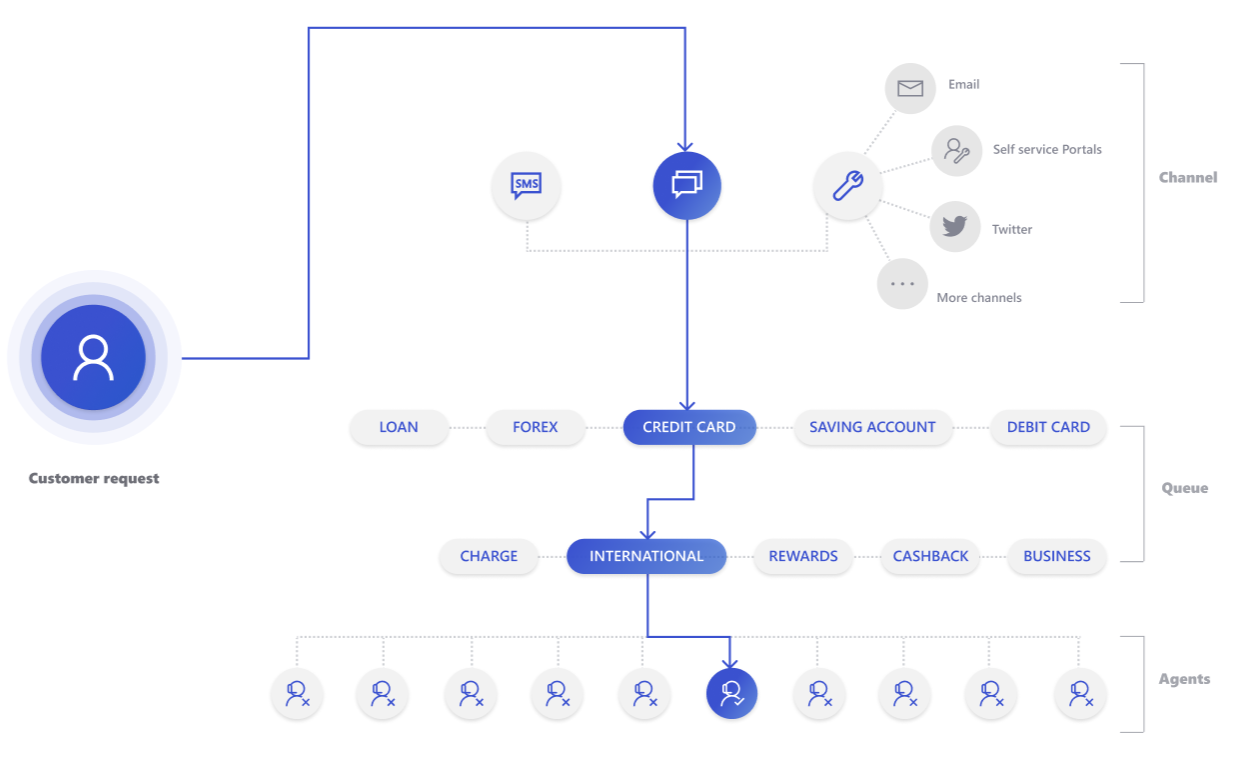 Email
Self service Portals
SMS
Channel
Twitter
More channels
LOAN
FOREX
CREDIT CARD
SAVING ACCOUNT
DEBIT CARD
Customer request
Queue
CHARGE
INTERNATIONAL
REWARDS
CASHBACK
BUSINESS
Agents